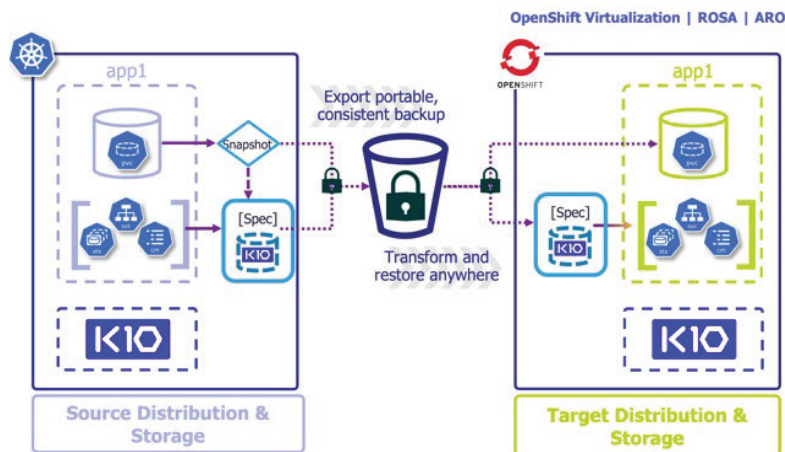 OpenShift Virtualization | ROSA | ARO
app1
pvc
Snapshot
sts
svc
cm
[Spec]
K10
K10
Source Distribution &
Storage
Export portable,
consistent backup
Transform and
restore anywhere
OPENSHIFT
app1
pvc
[Spec]
K10
sts
svc
cm
K10
Target Distribution &
Storage